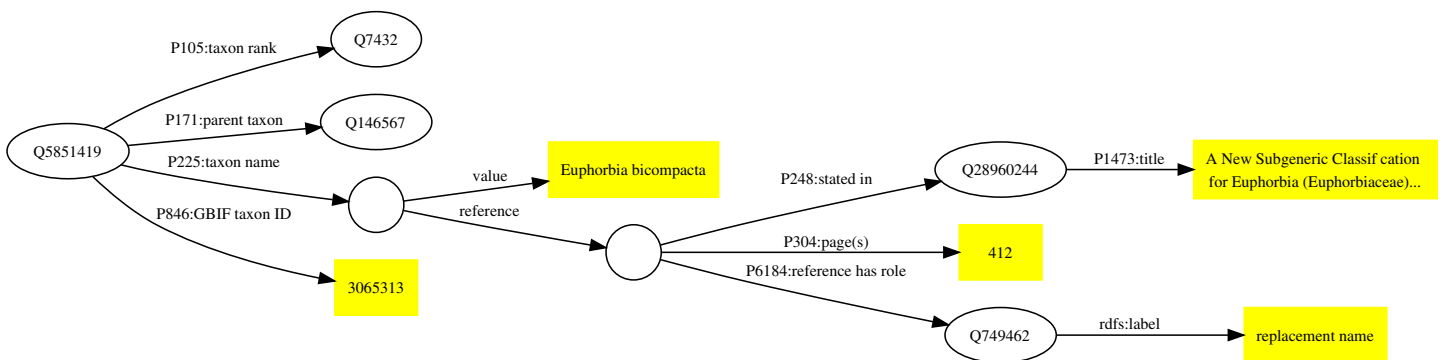 P105:taxon rank
Q7432
P171:parent taxon
Q146567
Q5851419
P225:taxon name
P846:GBIF taxon ID
3065313
value
Euphorbia bicompacta
reference
P248:stated in
Q28960244
P1473:title
A New Subgeneric Classif cation
for Euphorbia (Euphorbiaceae)...
P304:page(s)
412
P6184:reference has role
Q749462
rdfs:label
replacement name